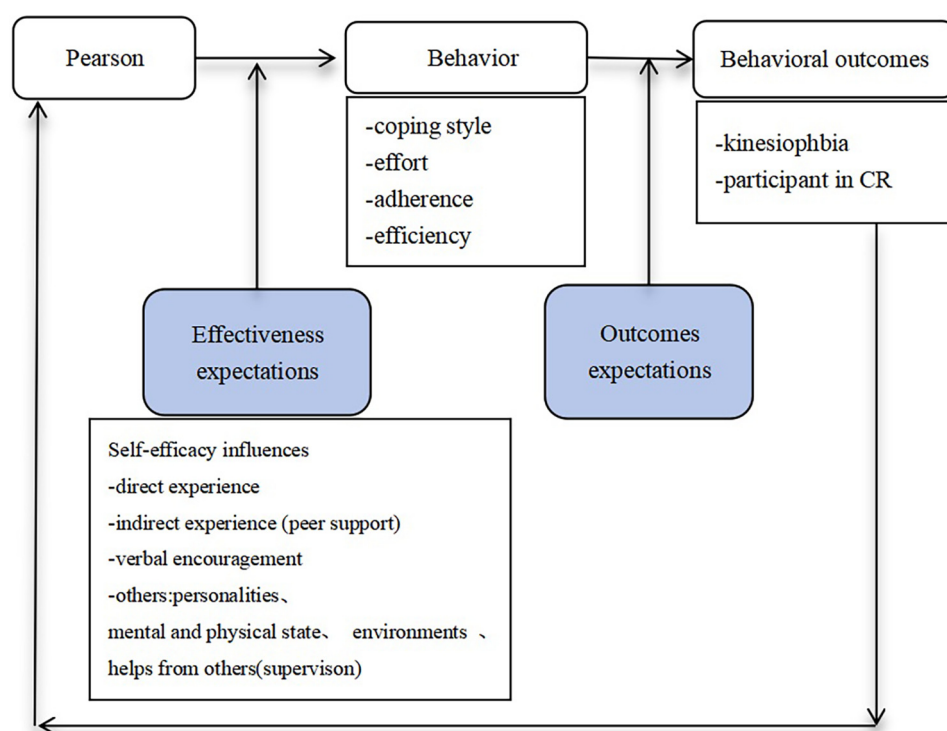 Pearson
Behavior
Behavioral outcomes
-coping style
-effort
-adherence
-efficiency
-kinesiophbia
-participant in CR
Effectiveness
expectations
Outcomes
expectations
Self-efficacy influences
-direct experience
-indirect experience (peer support)
-verbal encouragement
-others:personalities、
mental and physical state、 environments 、
helps from others(supervison)